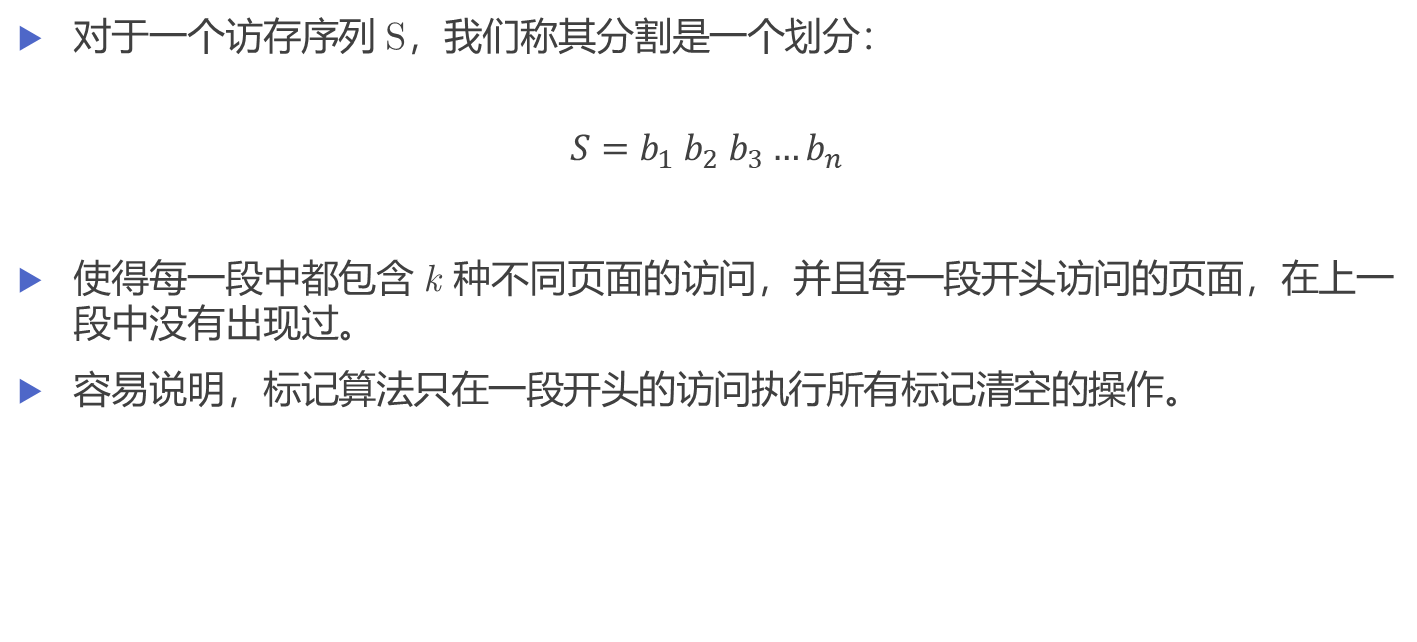 对于一个访存序列 S，我们称其分割是一个划分：
S = b₁ b₂ b₃ … bₙ
使得每一段中都包含 k 种不同页面的访问，并且每一段开头访问的页面，在上一
段中没有出现过。
容易说明，标记算法只在一段开头的访问执行所有标记清空的操作。